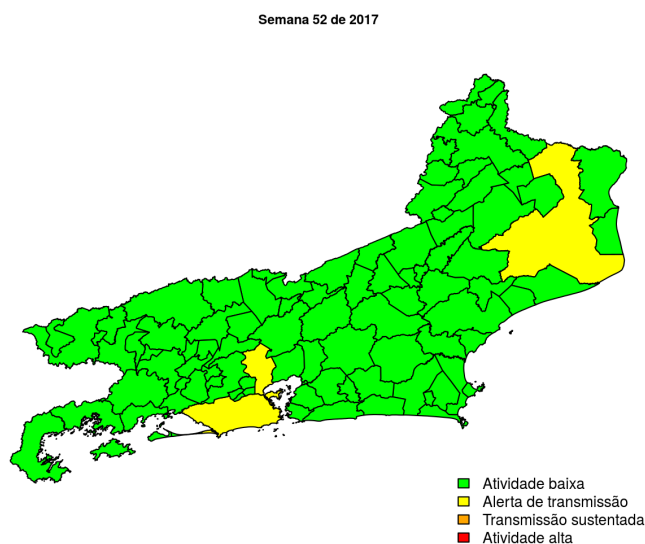 Semana 52 de 2017
Atividade baixa
Alerta de transmissão
Transmissão sustentada
Atividade alta